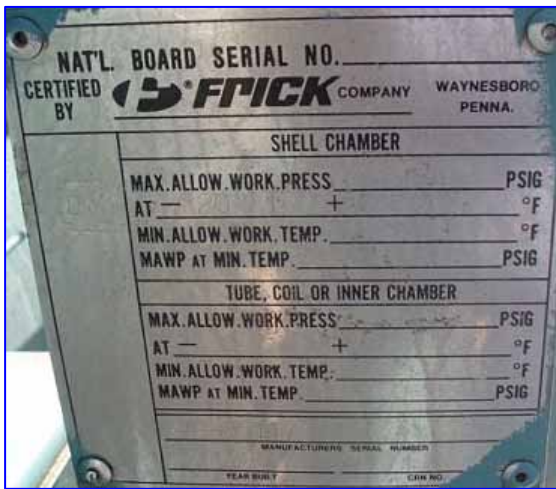 NAT'L. BOARD SERIAL NO.
CERTIFIED BY FRICK COMPANY WAYNESBORO PENNA.
SHELL CHAMBER
MAX.ALLOW.WORK.PRESS PSIG
AT − + °F
MIN.ALLOW.WORK.TEMP. °F
MAWP AT MIN.TEMP. PSIG
TUBE, COIL OR INNER CHAMBER
MAX.ALLOW.WORK.PRESS PSIG
AT − + °F
MIN.ALLOW.WORK.TEMP. °F
MAWP AT MIN.TEMP. PSIG
MANUFACTURERS SERIAL NUMBER
YEAR BUILT CRN NO.